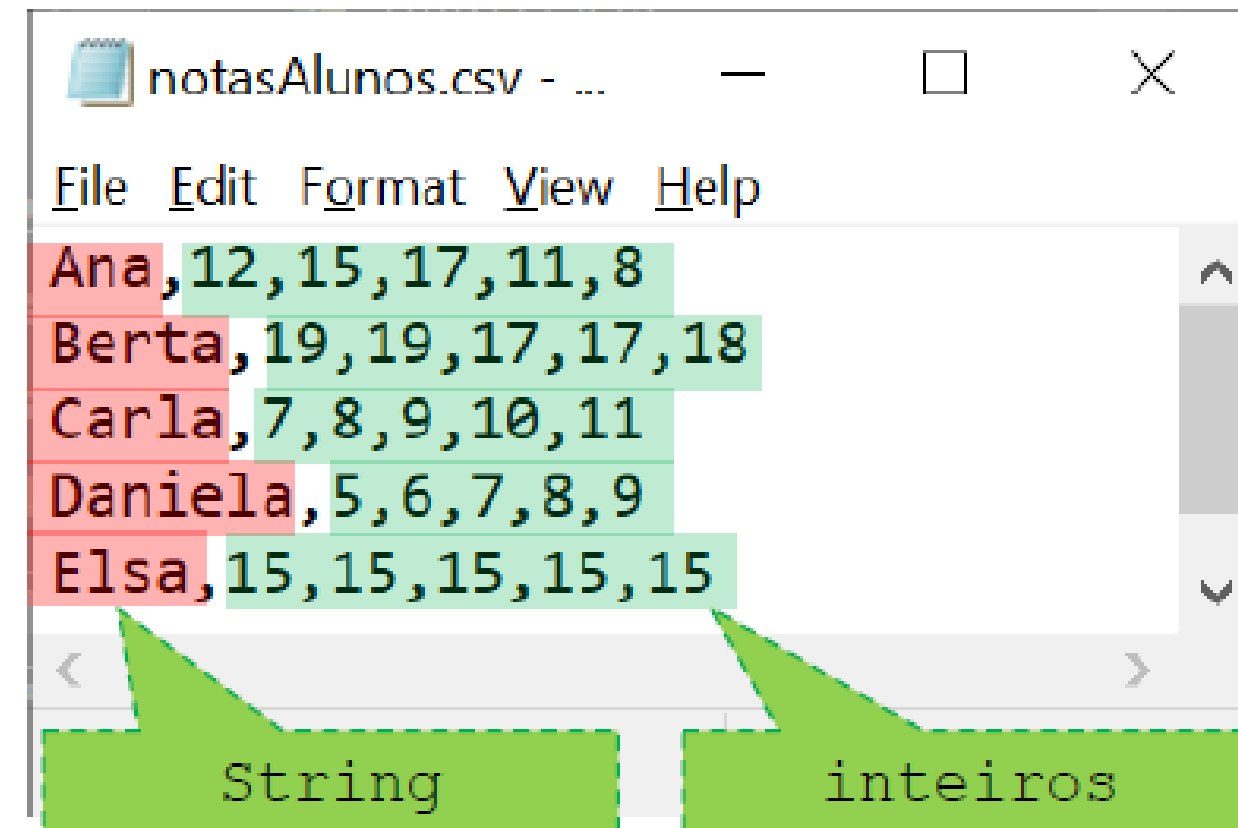 notasAlunos.csv - ...
File Edit Format View Help
Ana,12,15,17,11,8
Berta,19,19,17,17,18
Carla,7,8,9,10,11
Daniela,5,6,7,8,9
Elsa,15,15,15,15,15
String inteiros